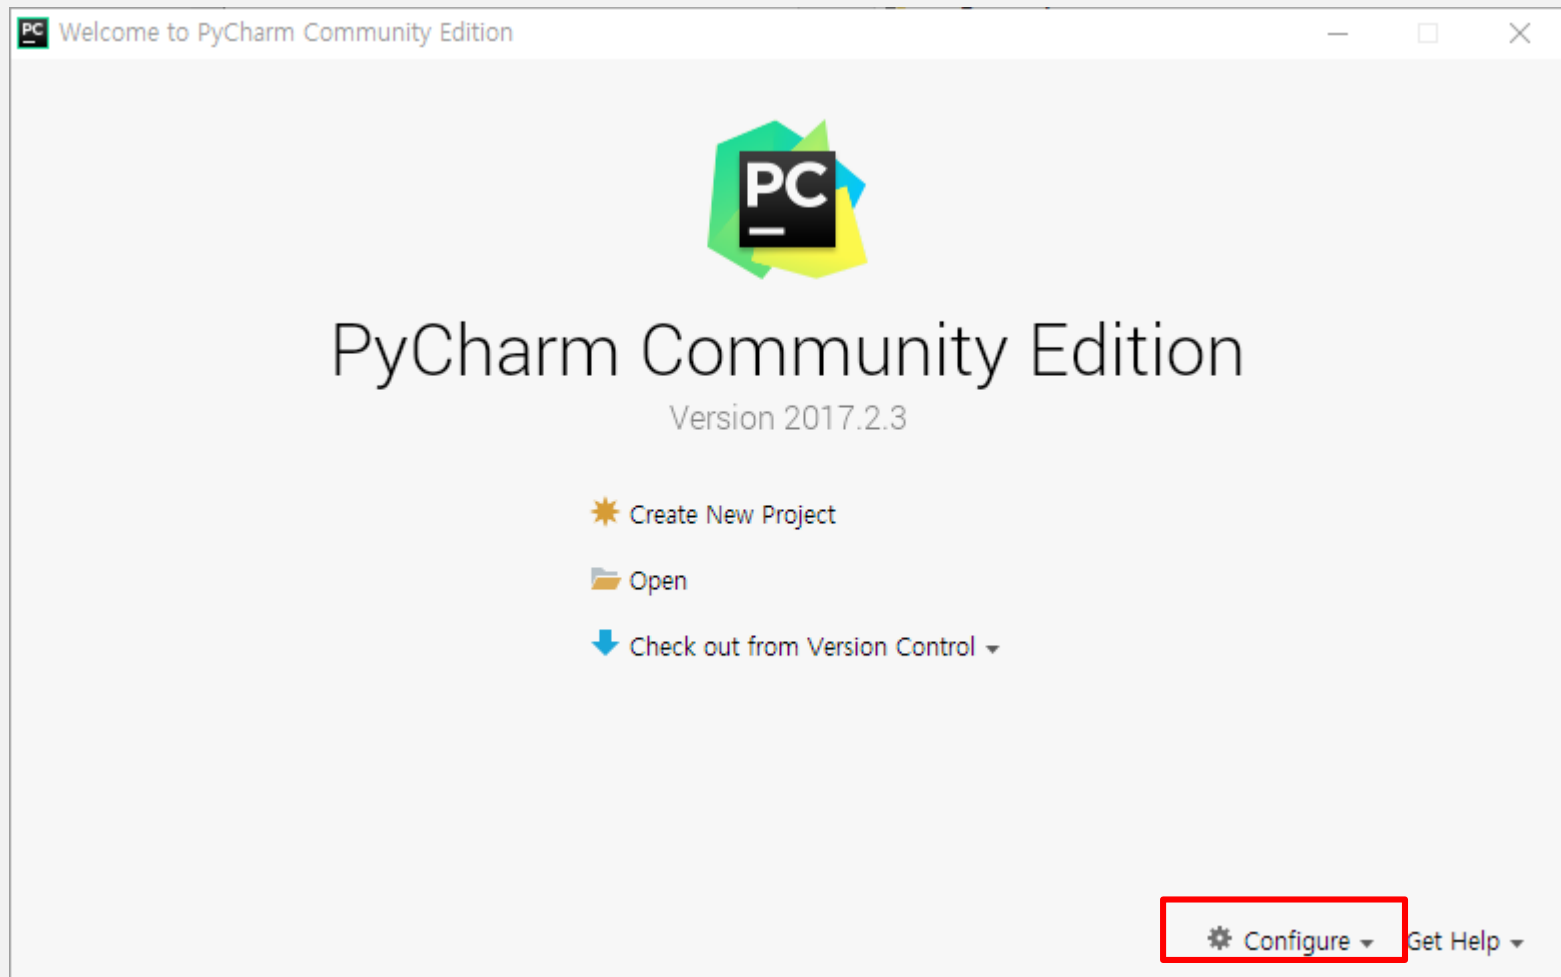 PC Welcome to PyCharm Community Edition
PC
PyCharm Community Edition
Version 2017.2.3
Create New Project
Open
Check out from Version Control
Configure Get Help